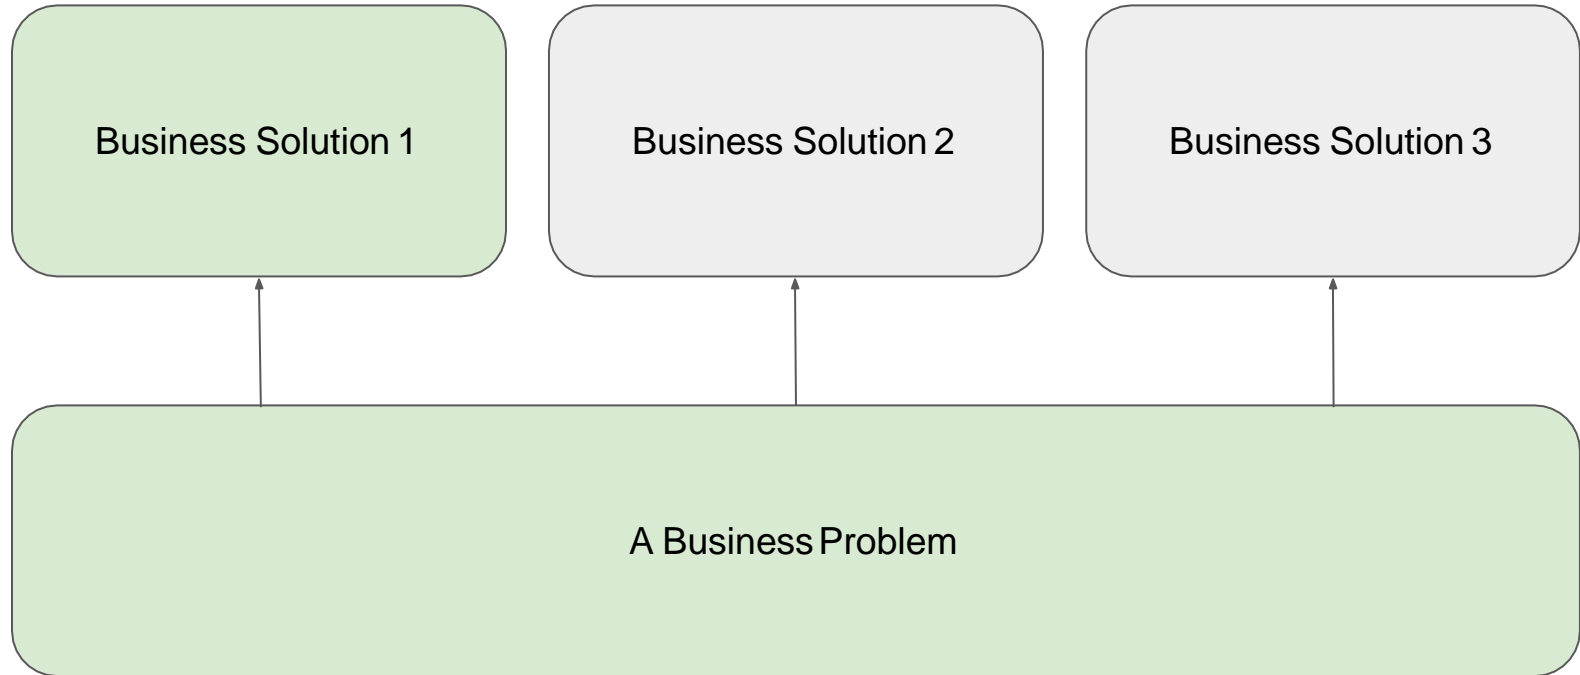 Business Solution 1
Business Solution 2
Business Solution 3
A Business Problem